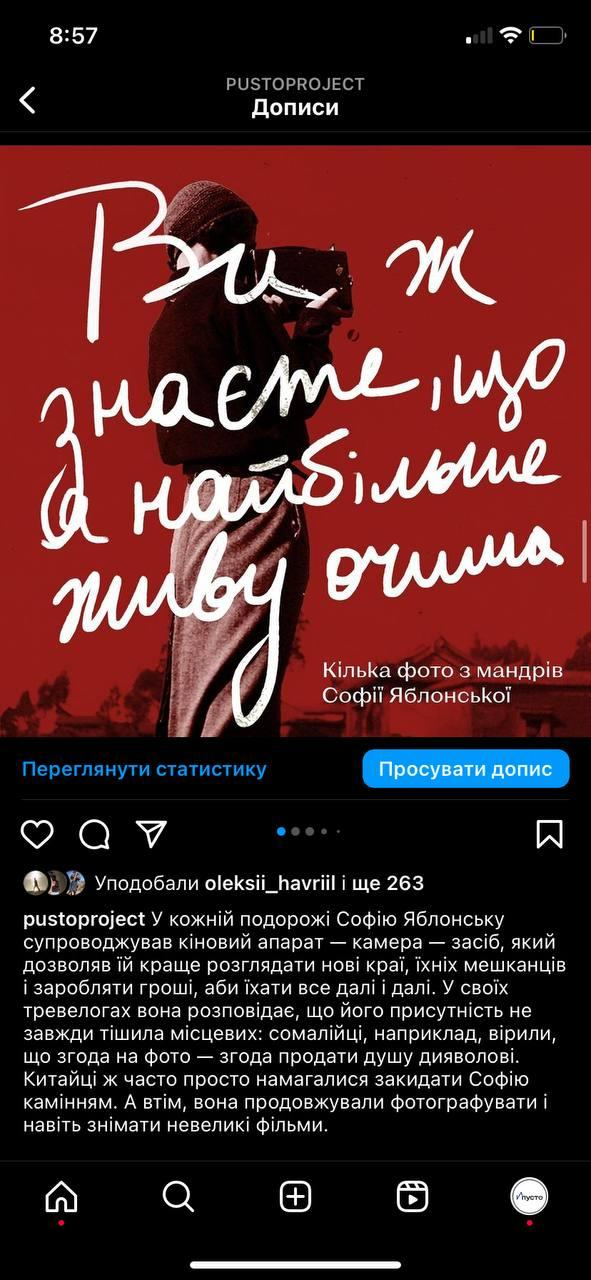 8:57
PUSTOPROJECT
Дописи
Ви ж
знаєте, що
я найбільше
живу очима
Кілька фото з мандрів
Софії Яблонської
Переглянути статистику
Просувати допис
Уподобали oleksii_havriil і ще 263
pustoproject У кожній подорожі Софію Яблонську
супроводжував кіновий апарат — камера — засіб, який
дозволяв їй краще розглядати нові краї, їхніх мешканців
і заробляти гроші, аби їхати все далі і далі. У своїх
тревелогах вона розповідає, що його присутність не
завжди тішила місцевих: сомалійці, наприклад, вірили,
що згода на фото — згода продати душу дияволові.
Китайці ж часто просто намагалися закидати Софію
камінням. А втім, вона продовжували фотографувати і
навіть знімати невеликі фільми.
пусто